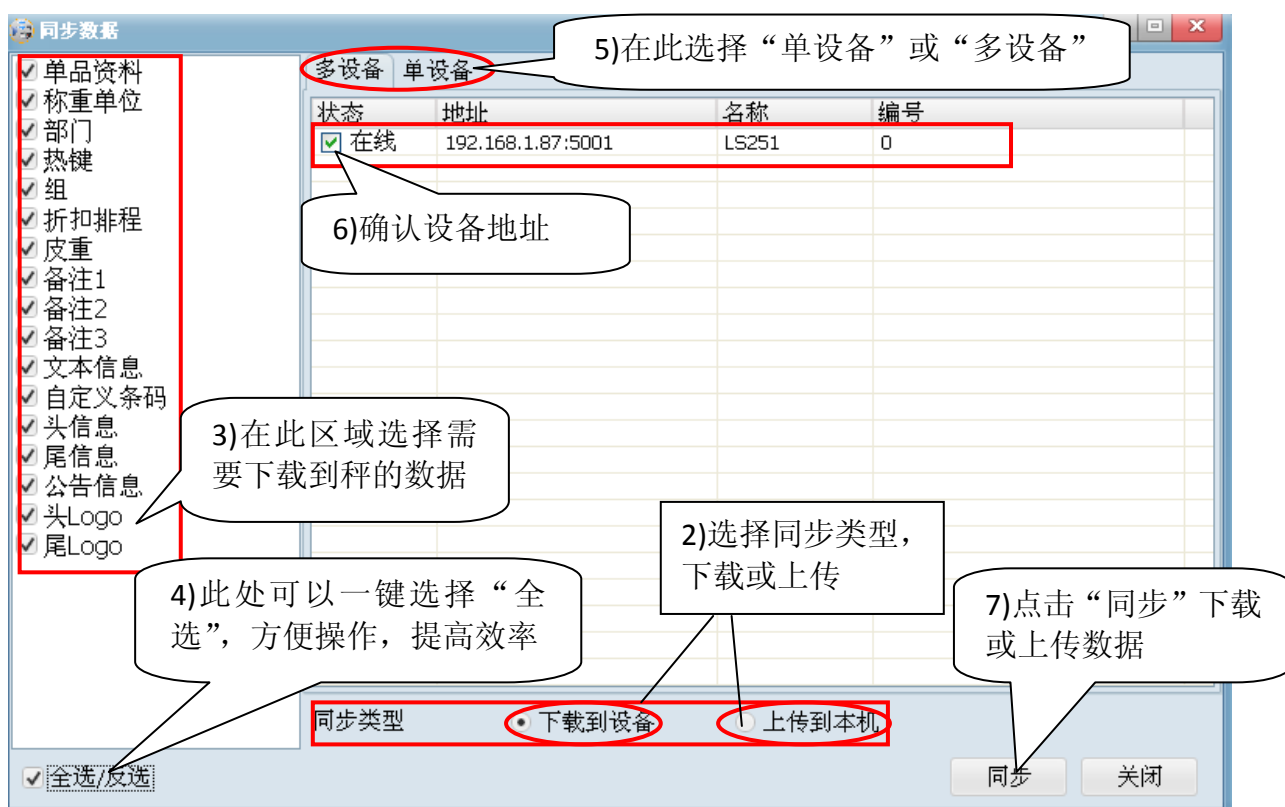 同步数据
5)在此选择“单设备”或“多设备”
单品资料
称重单位
部门
热键
组
折扣排程
皮重
备注1
备注2
备注3
文本信息
自定义条码
头信息
尾信息
公告信息
头Logo
尾Logo
多设备 单设备
状态 地址 名称 编号
在线 192.168.1.87:5001 LS251 0
6)确认设备地址
3)在此区域选择需
要下载到秤的数据
2)选择同步类型，
下载或上传
4)此处可以一键选择“全
选”，方便操作，提高效率
7)点击“同步”下载
或上传数据
同步类型 下载到设备 上传到本机
全选/反选
同步 关闭